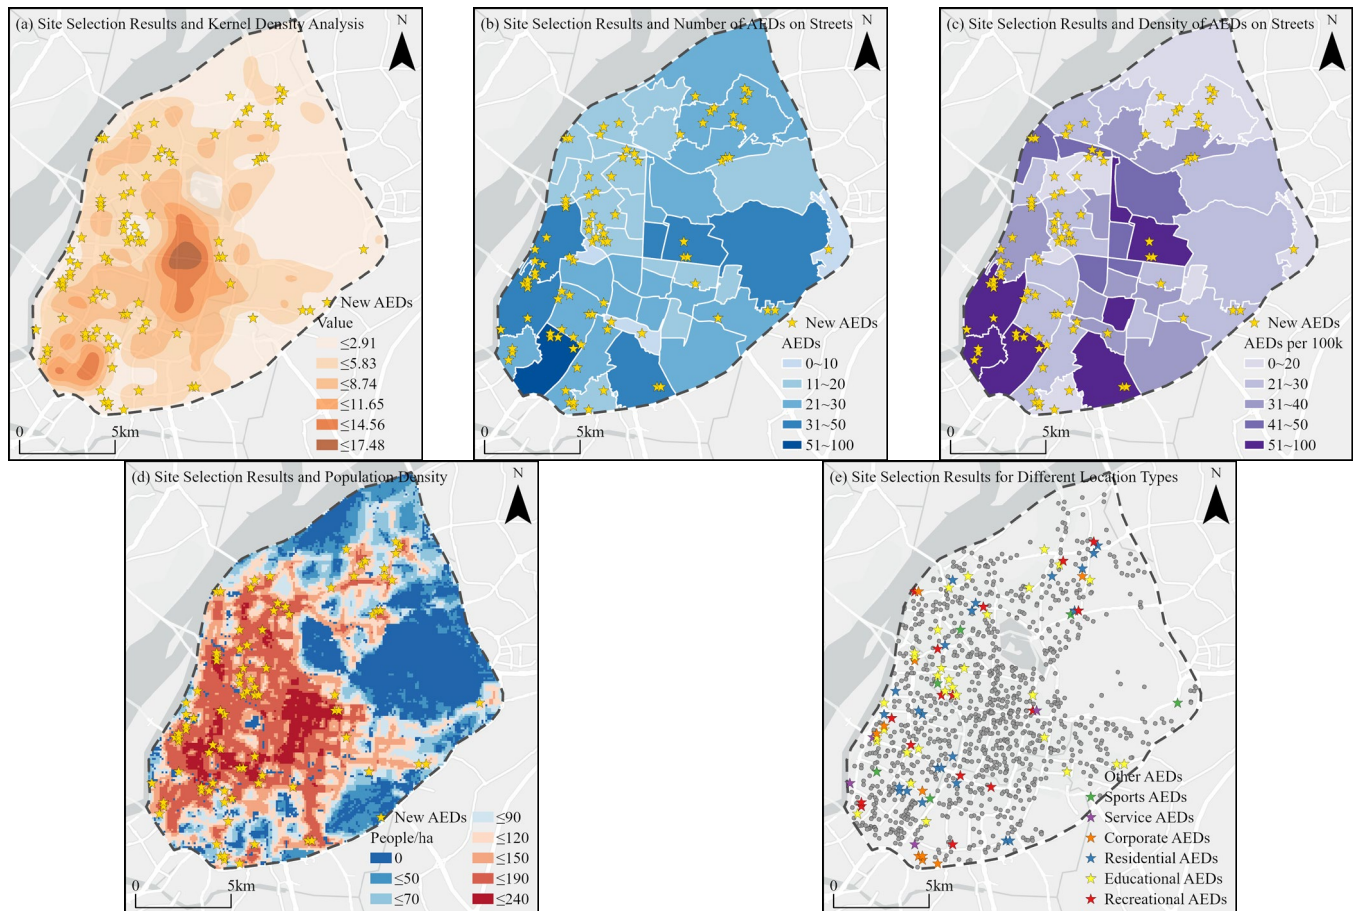 (a) Site Selection Results and Kernel Density Analysis
N
New AEDs
Value
≤2.91
≤5.83
≤8.74
≤11.65
≤14.56
≤17.48
0 5km
(b) Site Selection Results and Number of AEDs on Streets
N
New AEDs
AEDs
0~10
11~20
21~30
31~50
51~100
0 5km
(c) Site Selection Results and Density of AEDs on Streets
N
New AEDs
AEDs per 100k
0~20
21~30
31~40
41~50
51~100
0 5km
(d) Site Selection Results and Population Density
N
New AEDs
People/ha
0
≤50
≤70
≤90
≤120
≤150
≤190
≤240
0 5km
(e) Site Selection Results for Different Location Types
N
Other AEDs
Sports AEDs
Service AEDs
Corporate AEDs
Residential AEDs
Educational AEDs
Recreational AEDs
0 5km